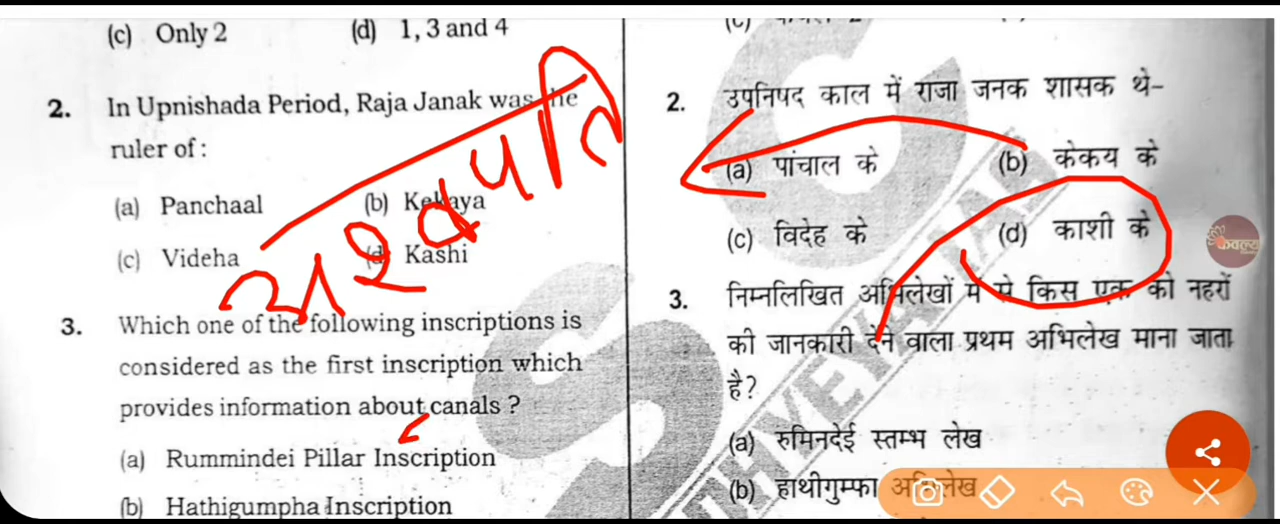 (c) Only 2 (d) 1, 3 and 4
2. In Upnishada Period, Raja Janak was the
ruler of :
(a) Panchaal (b) Kekaya
(c) Videha (d) Kashi
3. Which one of the following inscriptions is
considered as the first inscription which
provides information about canals ?
(a) Rummindei Pillar Inscription
(b) Hathigumpha Inscription
अश्वपति
2. उपनिषद काल में राजा जनक शासक थे-
(a) पांचाल के (b) केकय के
(c) विदेह के (d) काशी के
3. निम्नलिखित अभिलेखों में से किस एक को नहरों
की जानकारी देने वाला प्रथम अभिलेख माना जाता
है?
(a) रुमिनदेई स्तम्भ लेख
(b) हाथीगुम्फा अभिलेख